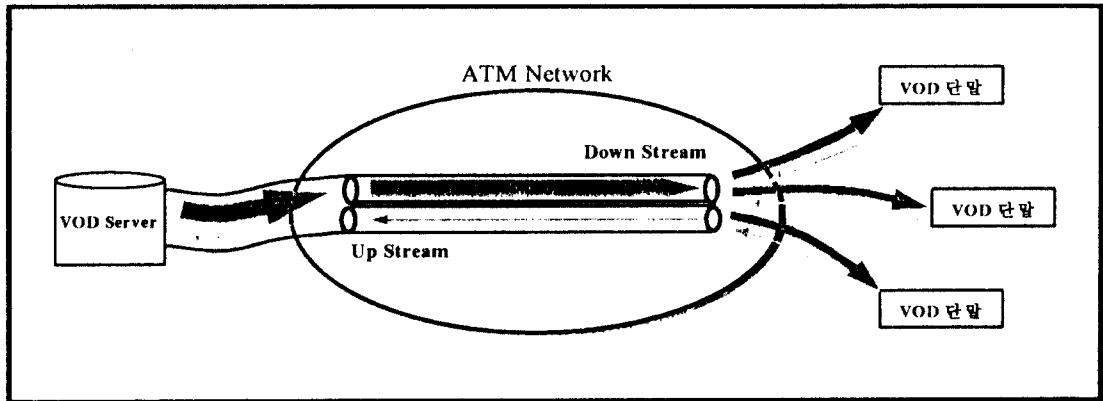 ATM Network
VOD 단말
Down Stream
VOD Server
VOD 단말
Up Stream
VOD 단말